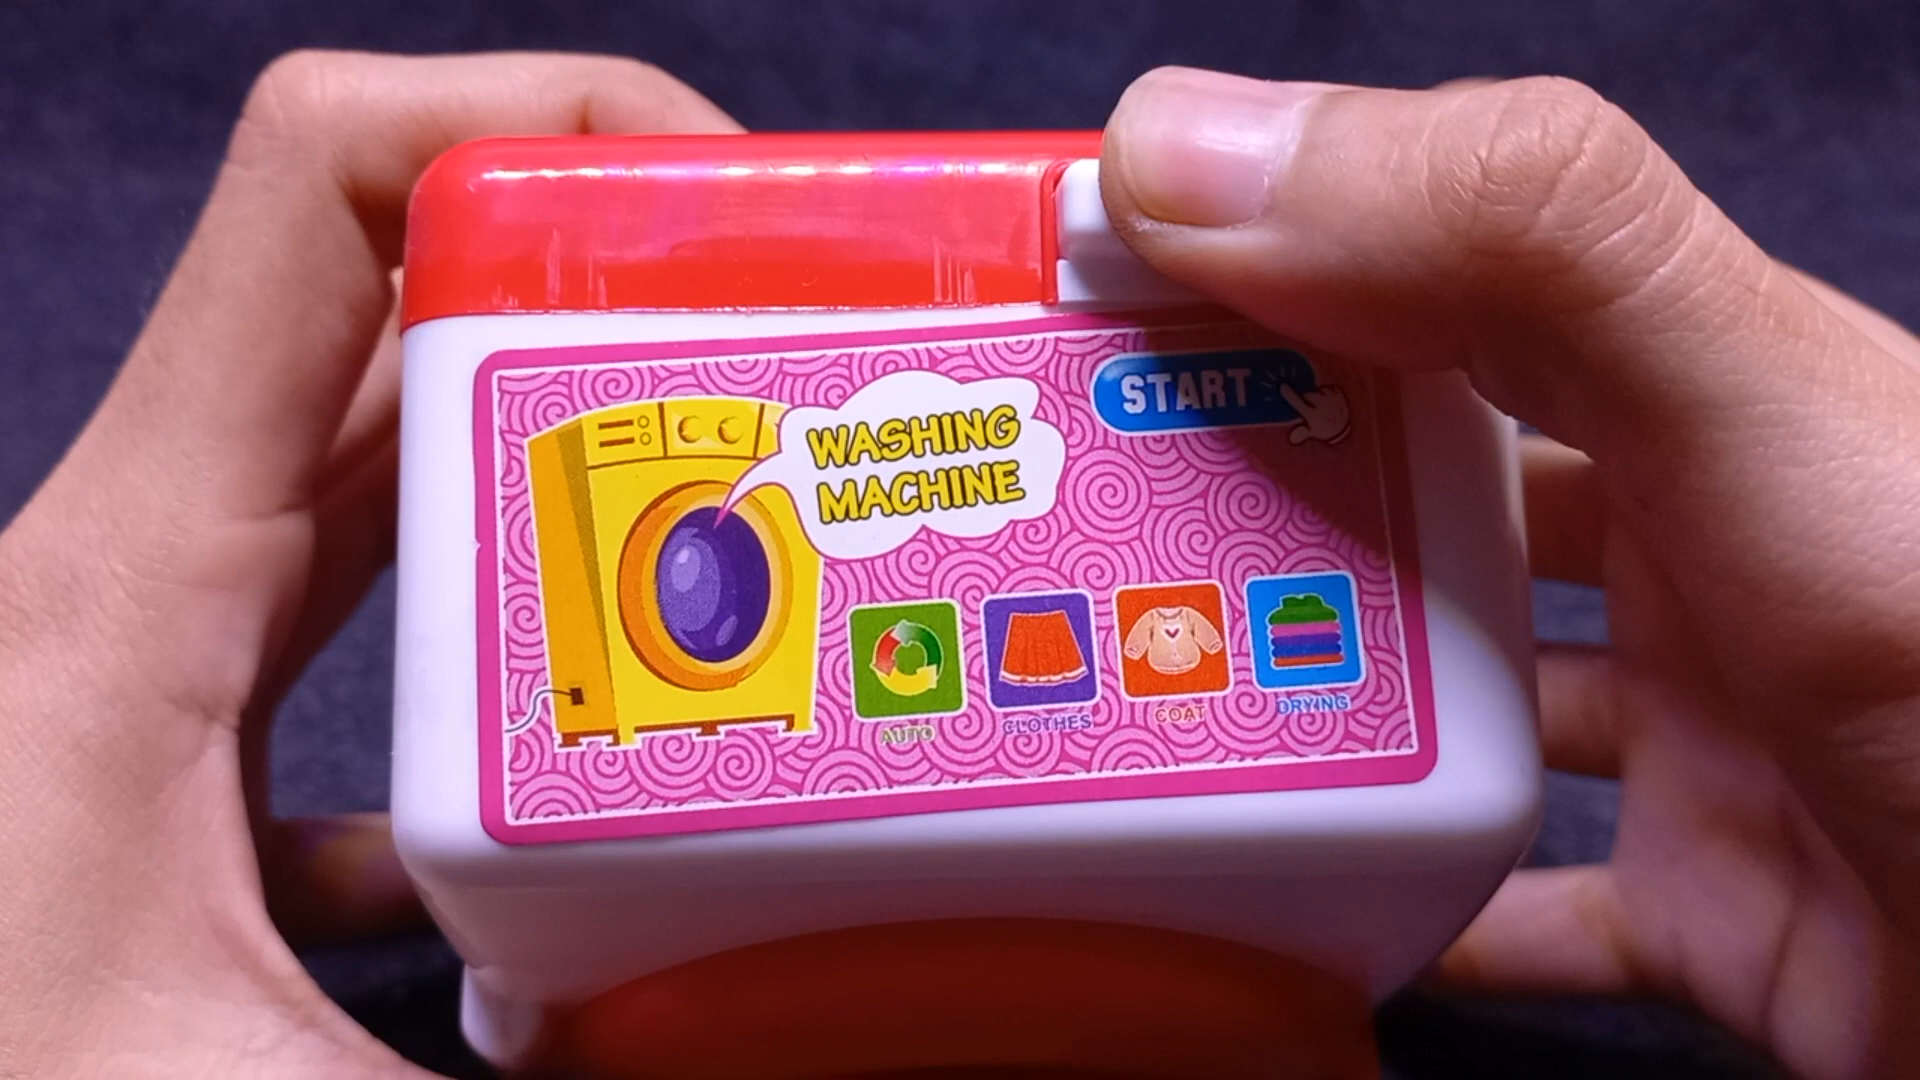 START
WASHING
MACHINE
AUTO
CLOTHES
COAT
DRYING